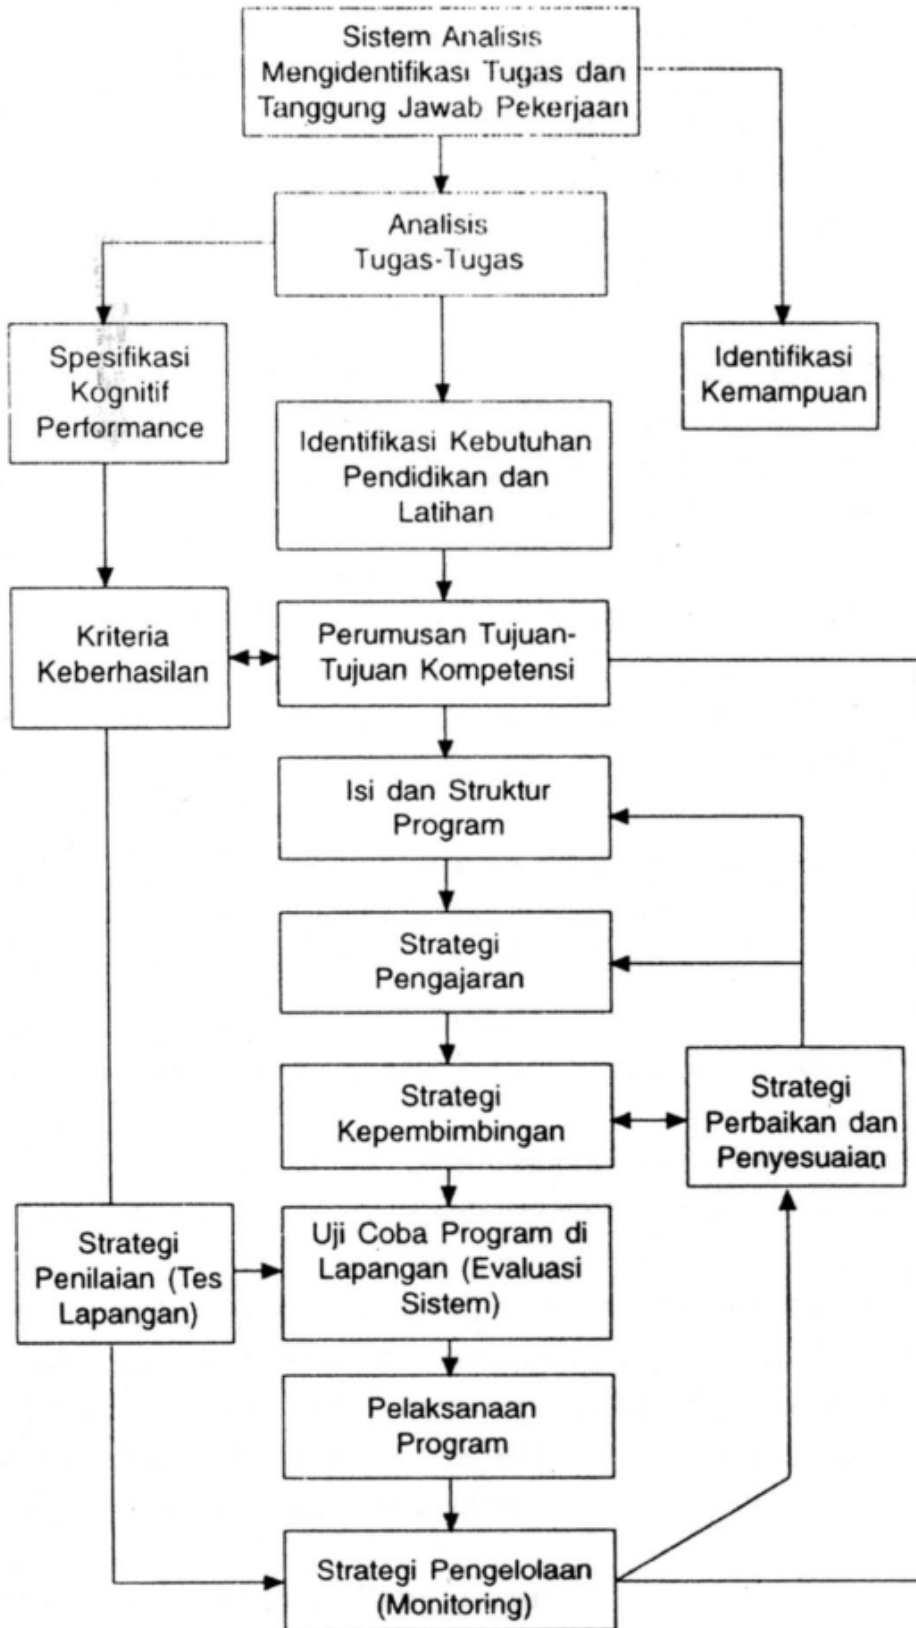 Sistem Analisis
Mengidentifikasi Tugas dan
Tanggung Jawab Pekerjaan
Analisis
Tugas-Tugas
Spesifikasi
Kognitif
Performance
Identifikasi
Kemampuan
Identifikasi Kebutuhan
Pendidikan dan
Latihan
Kriteria
Keberhasilan
Perumusan Tujuan-
Tujuan Kompetensi
Isi dan Struktur
Program
Strategi
Pengajaran
Strategi
Kepembimbingan
Strategi
Perbaikan dan
Penyesuaian
Strategi
Penilaian (Tes
Lapangan)
Uji Coba Program di
Lapangan (Evaluasi
Sistem)
Pelaksanaan
Program
Strategi Pengelolaan
(Monitoring)